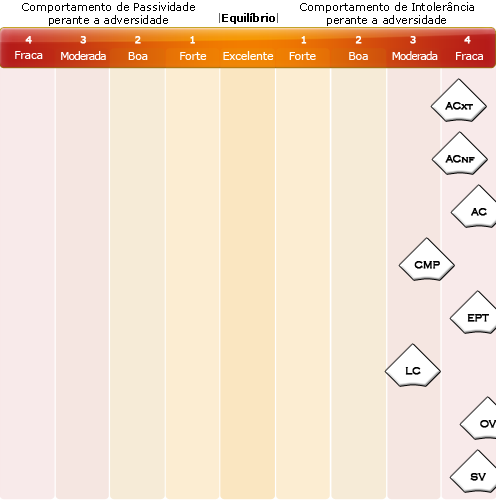 Comportamento de Passividade
perante a adversidade
|Equilíbrio|
Comportamento de Intolerância
perante a adversidade
4 3 2 1 1 2 3 4
Fraca Moderada Boa Forte Excelente Forte Boa Moderada Fraca
ACXT
ACNF
AC
CMP
EPT
LC
OV
SV